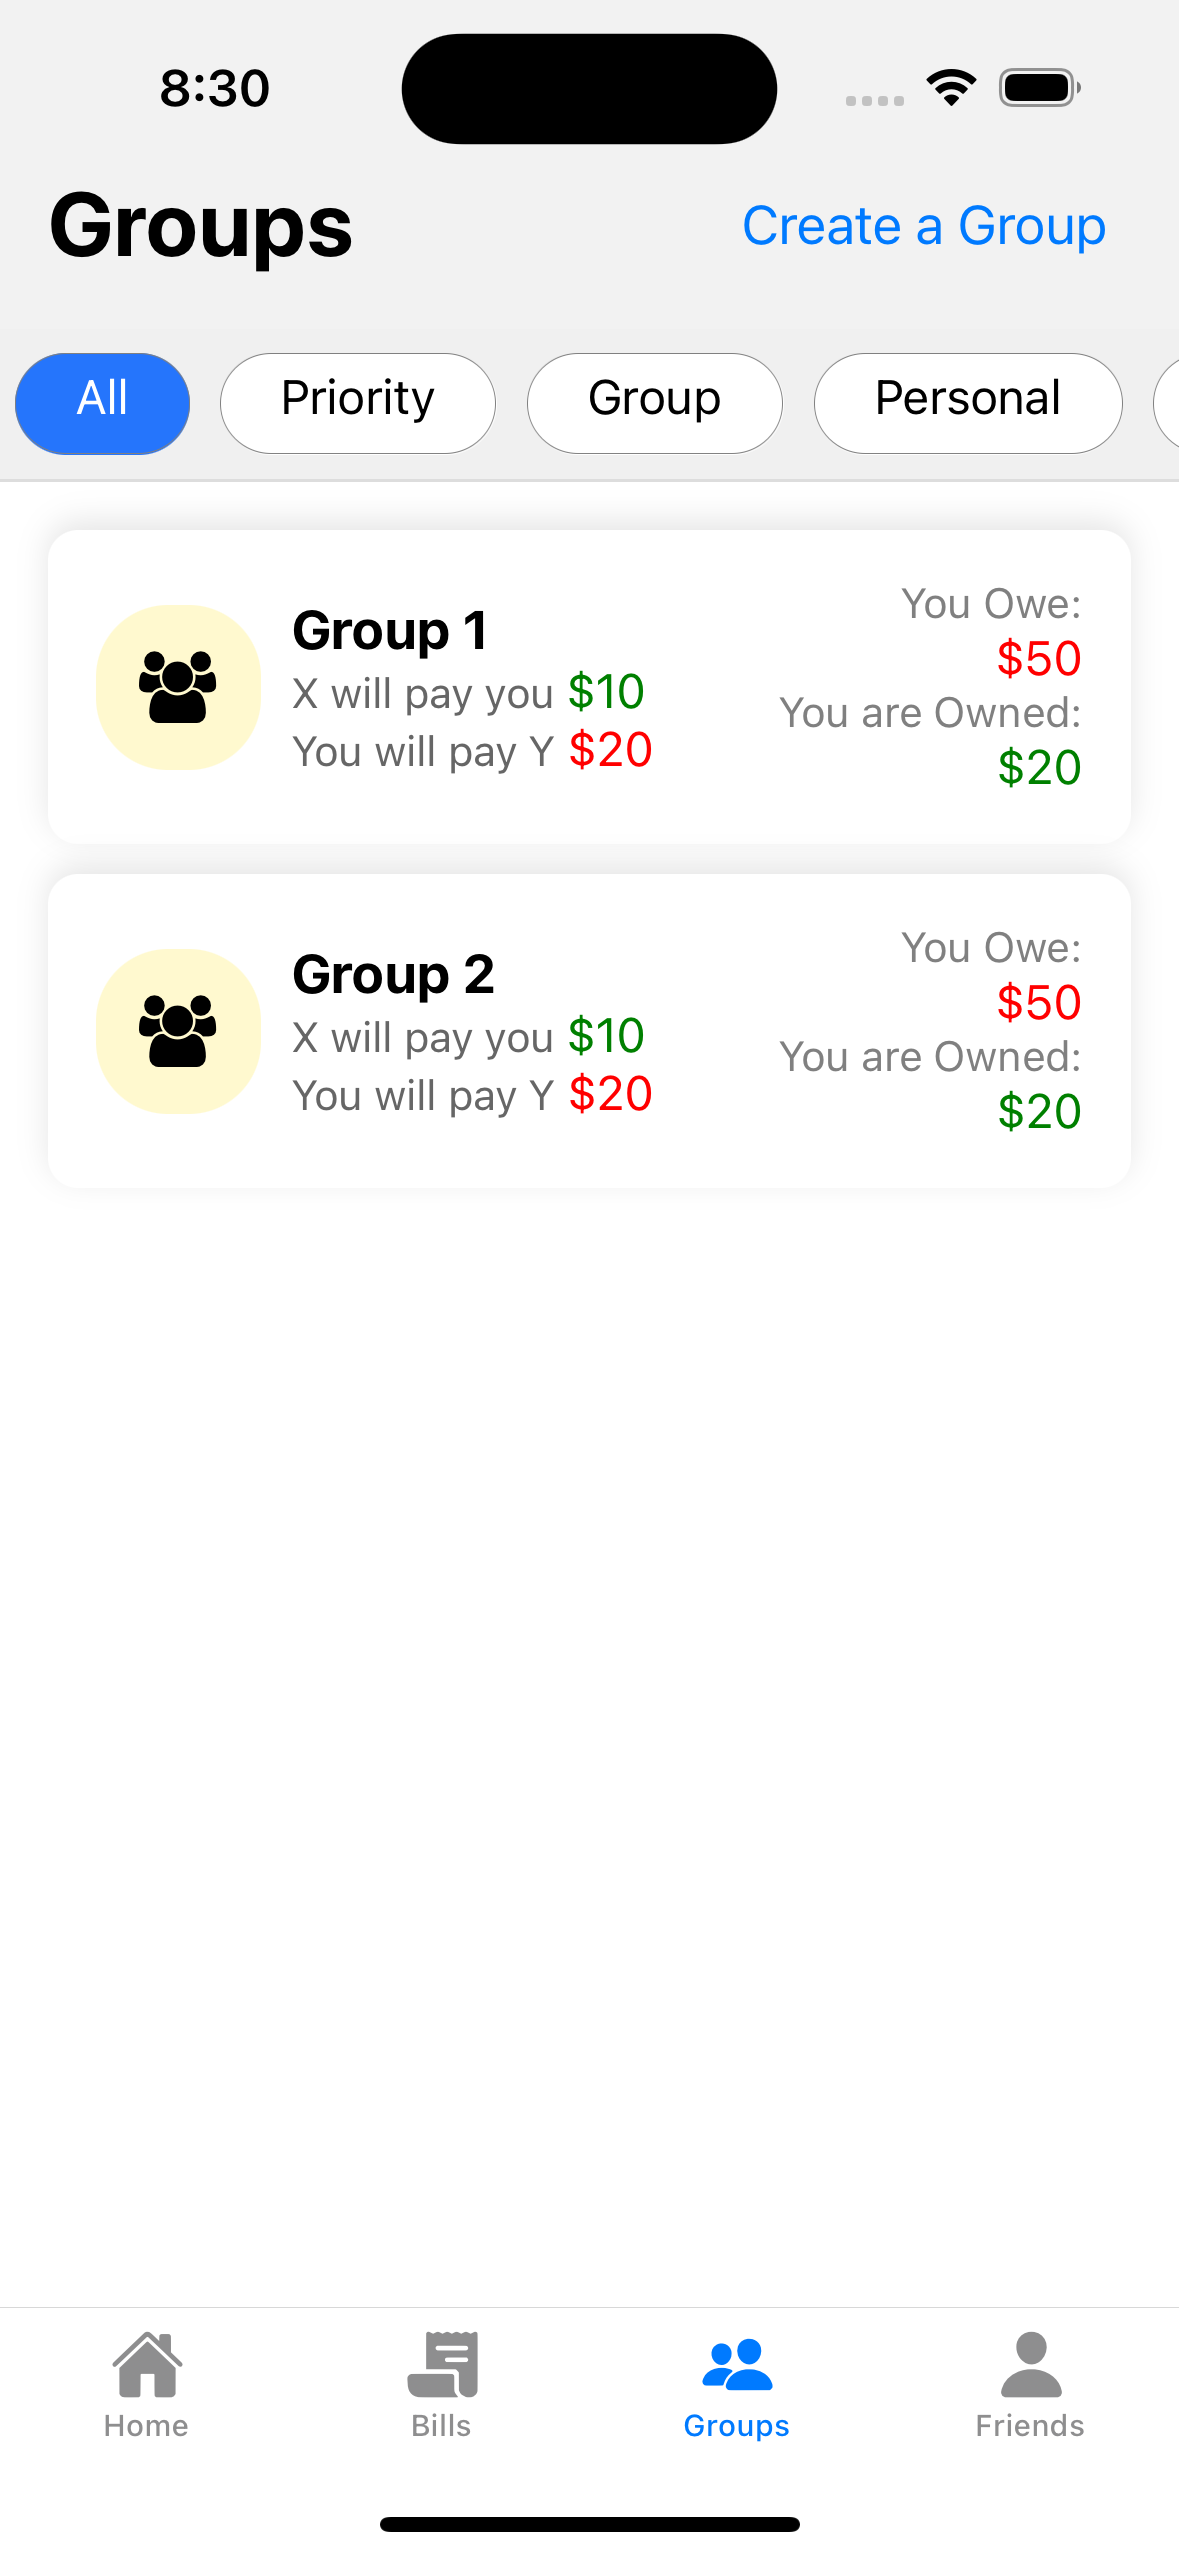 8:30
Groups
Create a Group
All
Priority
Group
Personal
Group 1
X will pay you $10
You will pay Y $20
You Owe:
$50
You are Owned:
$20
Group 2
X will pay you $10
You will pay Y $20
You Owe:
$50
You are Owned:
$20
Home
Bills
Groups
Friends